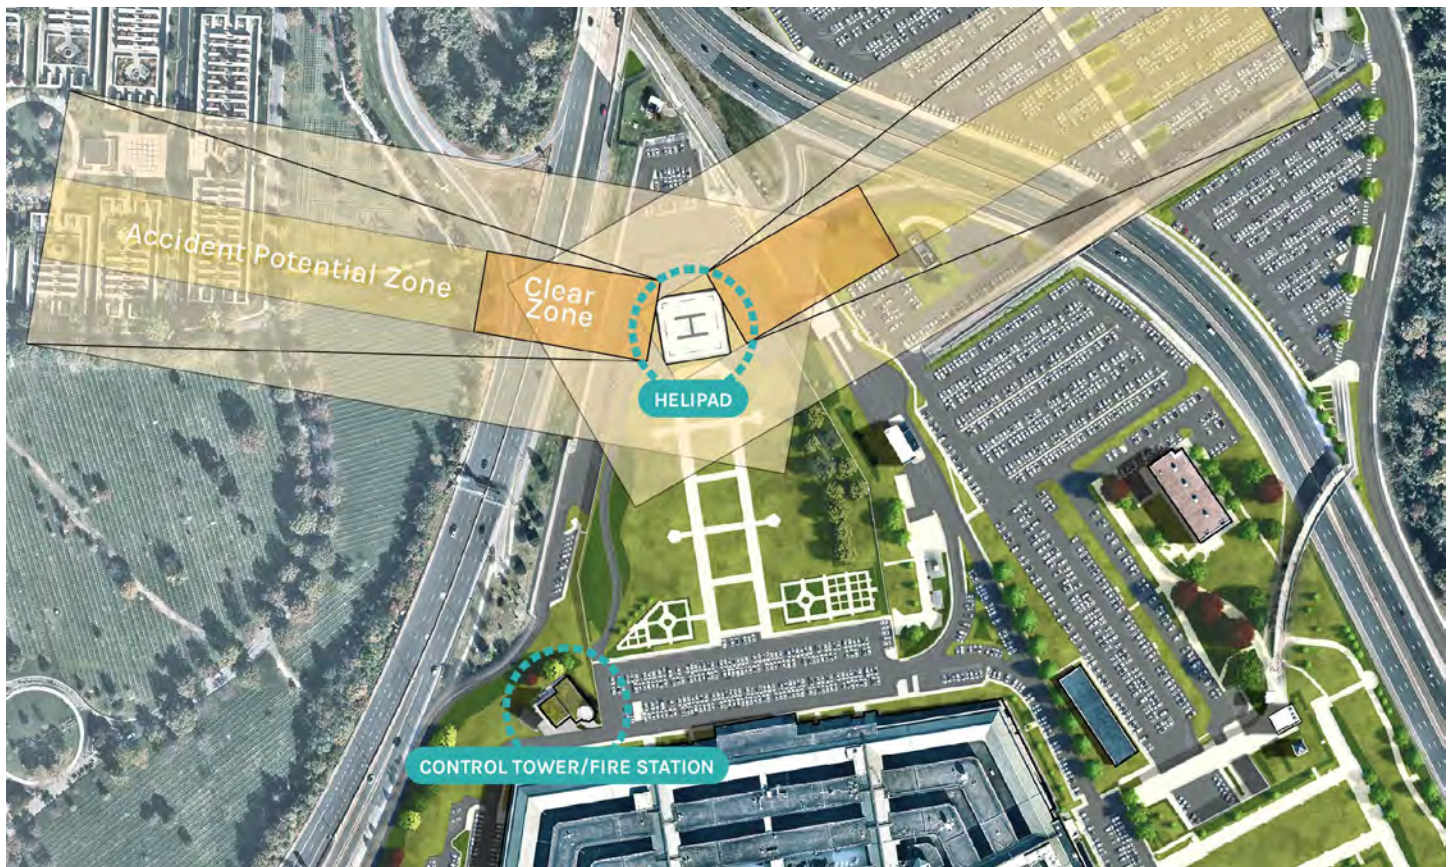 Accident Potential Zone
Clear
Zone
H
HELIPAD
CONTROL TOWER/FIRE STATION